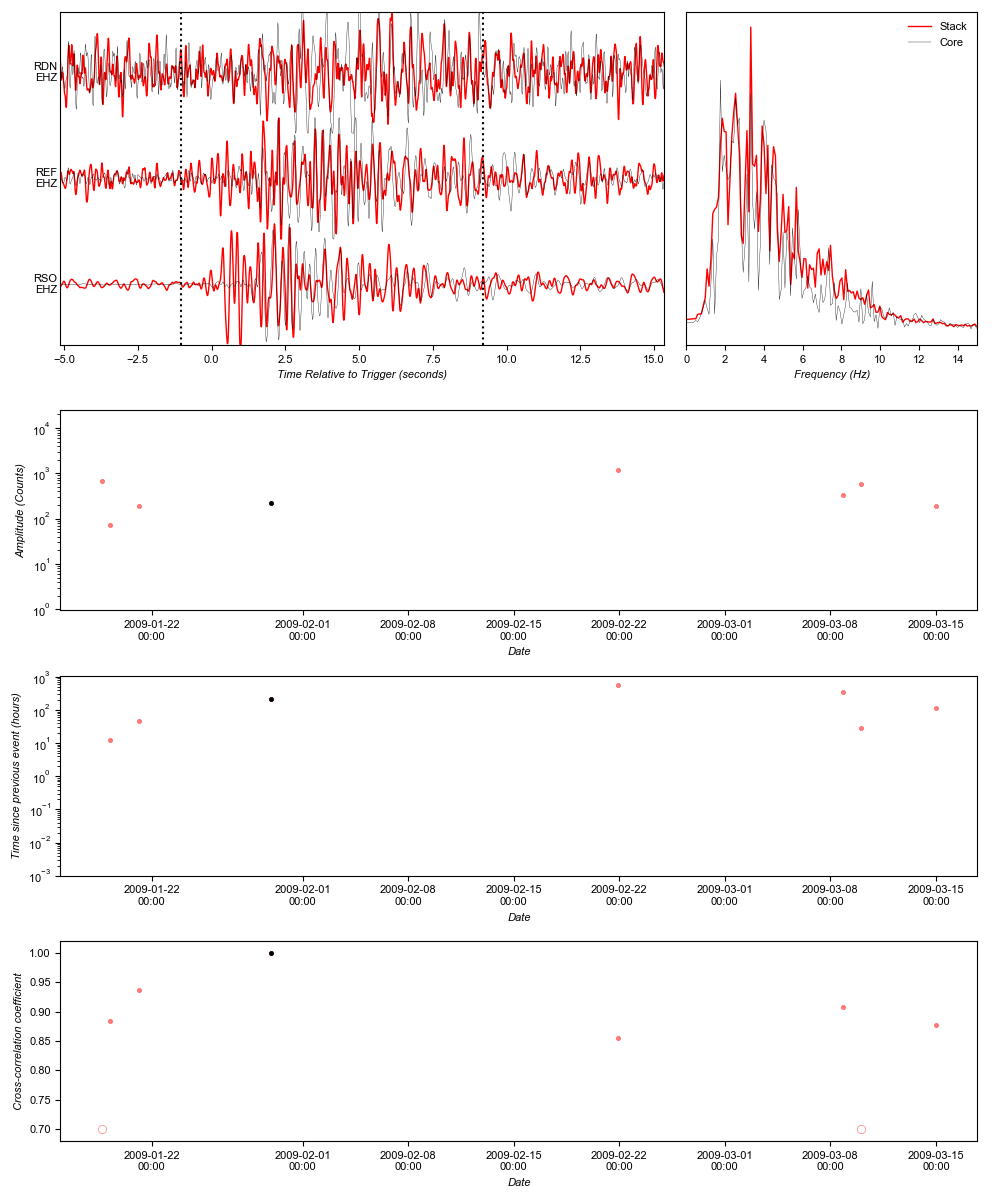 RDN
EHZ
REF
EHZ
RSO
EHZ
−5.0 −2.5 0.0 2.5 5.0 7.5 10.0 12.5 15.0
Time Relative to Trigger (seconds)
Stack
Core
0 2 4 6 8 10 12 14
Frequency (Hz)
10⁴
10³
10²
10¹
10⁰
Amplitude (Counts)
2009-01-22 2009-02-01 2009-02-08 2009-02-15 2009-02-22 2009-03-01 2009-03-08 2009-03-15
00:00 00:00 00:00 00:00 00:00 00:00 00:00 00:00
Date
10³
10²
10¹
10⁰
10⁻¹
10⁻²
10⁻³
Time since previous event (hours)
2009-01-22 2009-02-01 2009-02-08 2009-02-15 2009-02-22 2009-03-01 2009-03-08 2009-03-15
00:00 00:00 00:00 00:00 00:00 00:00 00:00 00:00
Date
1.00
0.95
0.90
0.85
0.80
0.75
0.70
Cross-correlation coefficient
2009-01-22 2009-02-01 2009-02-08 2009-02-15 2009-02-22 2009-03-01 2009-03-08 2009-03-15
00:00 00:00 00:00 00:00 00:00 00:00 00:00 00:00
Date